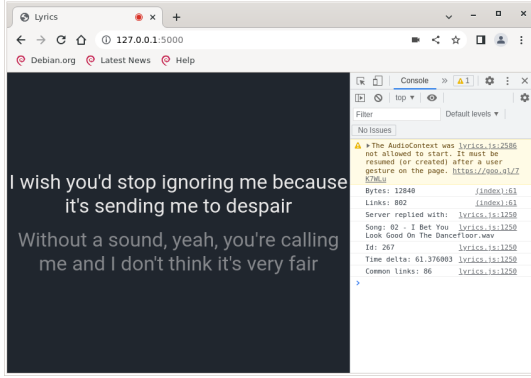 Lyrics
127.0.0.1:5000
Debian.org Latest News Help
I wish you'd stop ignoring me because
it's sending me to despair
Without a sound, yeah, you're calling
me and I don't think it's very fair
Console » 1
top ▼
Filter Default levels ▼
No Issues
The AudioContext was lyrics.js:2586
not allowed to start. It must be
resumed (or created) after a user
gesture on the page. https://goo.gl/7
K7WLu
Bytes: 12840 (index):61
Links: 802 (index):61
Server replied with: lyrics.js:1250
Song: 02 - I Bet You lyrics.js:1250
Look Good On The Dancefloor.wav
Id: 267 lyrics.js:1250
Time delta: 61.376003 lyrics.js:1250
Common links: 86 lyrics.js:1250